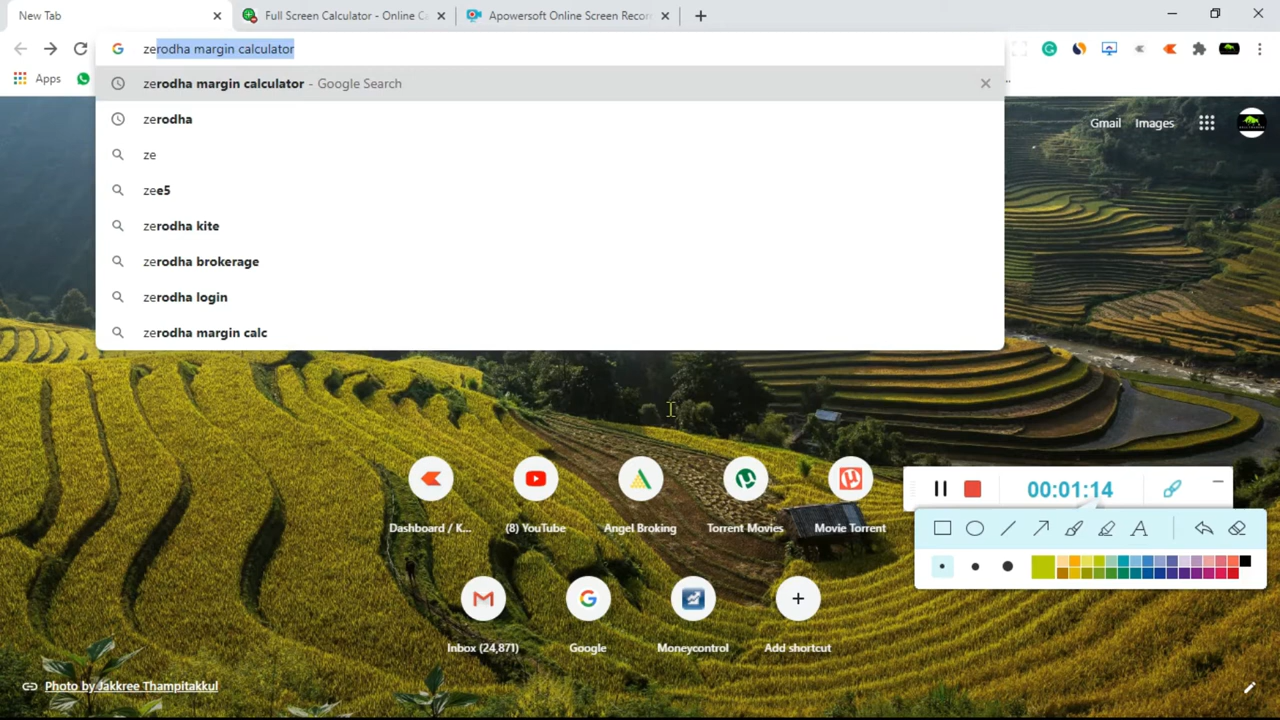 New Tab
Full Screen Calculator - Online C
Apowersoft Online Screen Recor
zerodha margin calculator
Apps
zerodha margin calculator - Google Search
zerodha
ze
zee5
zerodha kite
zerodha brokerage
zerodha login
zerodha margin calc
Gmail
Images
00:01:14
A
Dashboard / K...
(8) YouTube
Angel Broking
Torrent Movies
Movie Torrent
Inbox (24,871)
Google
Moneycontrol
Add shortcut
Photo by Jakkree Thampitakkul